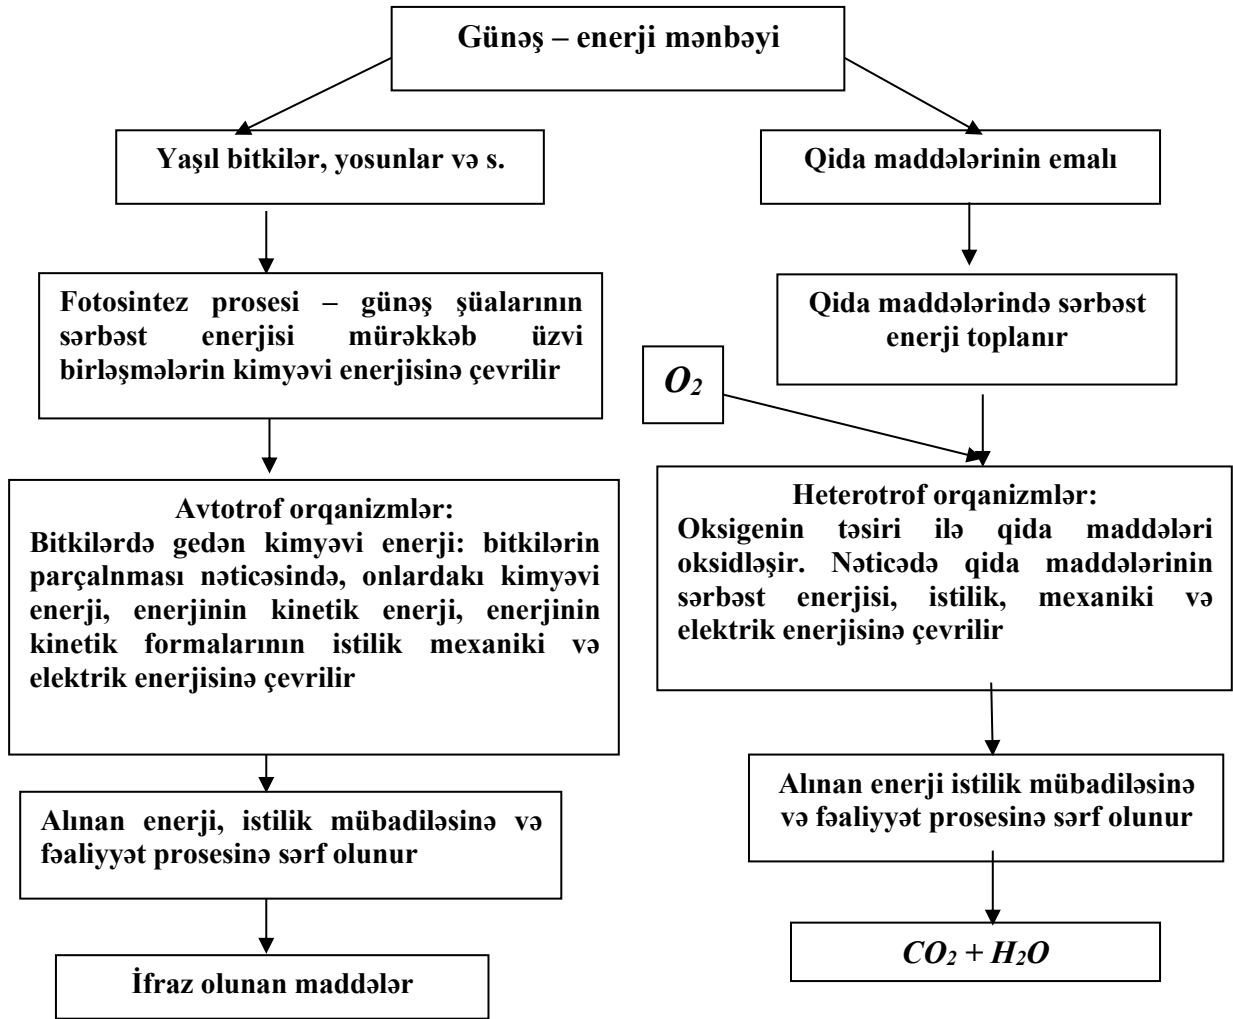 Günəş – enerji mənbəyi
Yaşıl bitkilər, yosunlar və s.
Fotosintez prosesi – günəş şüalarının
sərbəst enerjisi mürəkkəb üzvi
birləşmələrin kimyəvi enerjisinə çevrilir
Avtotrof orqanizmlər:
Bitkilərdə gedən kimyəvi enerji: bitkilərin
parçalnması nəticəsində, onlardakı kimyəvi
enerji, enerjinin kinetik enerji, enerjinin
kinetik formalarının istilik mexaniki və
elektrik enerjisinə çevrilir
Alınan enerji, istilik mübadiləsinə və
fəaliyyət prosesinə sərf olunur
İfraz olunan maddələr
Qida maddələrinin emalı
Qida maddələrində sərbəst
enerji toplanır
O₂
Heterotrof orqanizmlər:
Oksigenin təsiri ilə qida maddələri
oksidləşir. Nəticədə qida maddələrinin
sərbəst enerjisi, istilik, mexaniki və
elektrik enerjisinə çevrilir
Alınan enerji istilik mübadiləsinə
və fəaliyyət prosesinə sərf olunur
CO₂ + H₂O